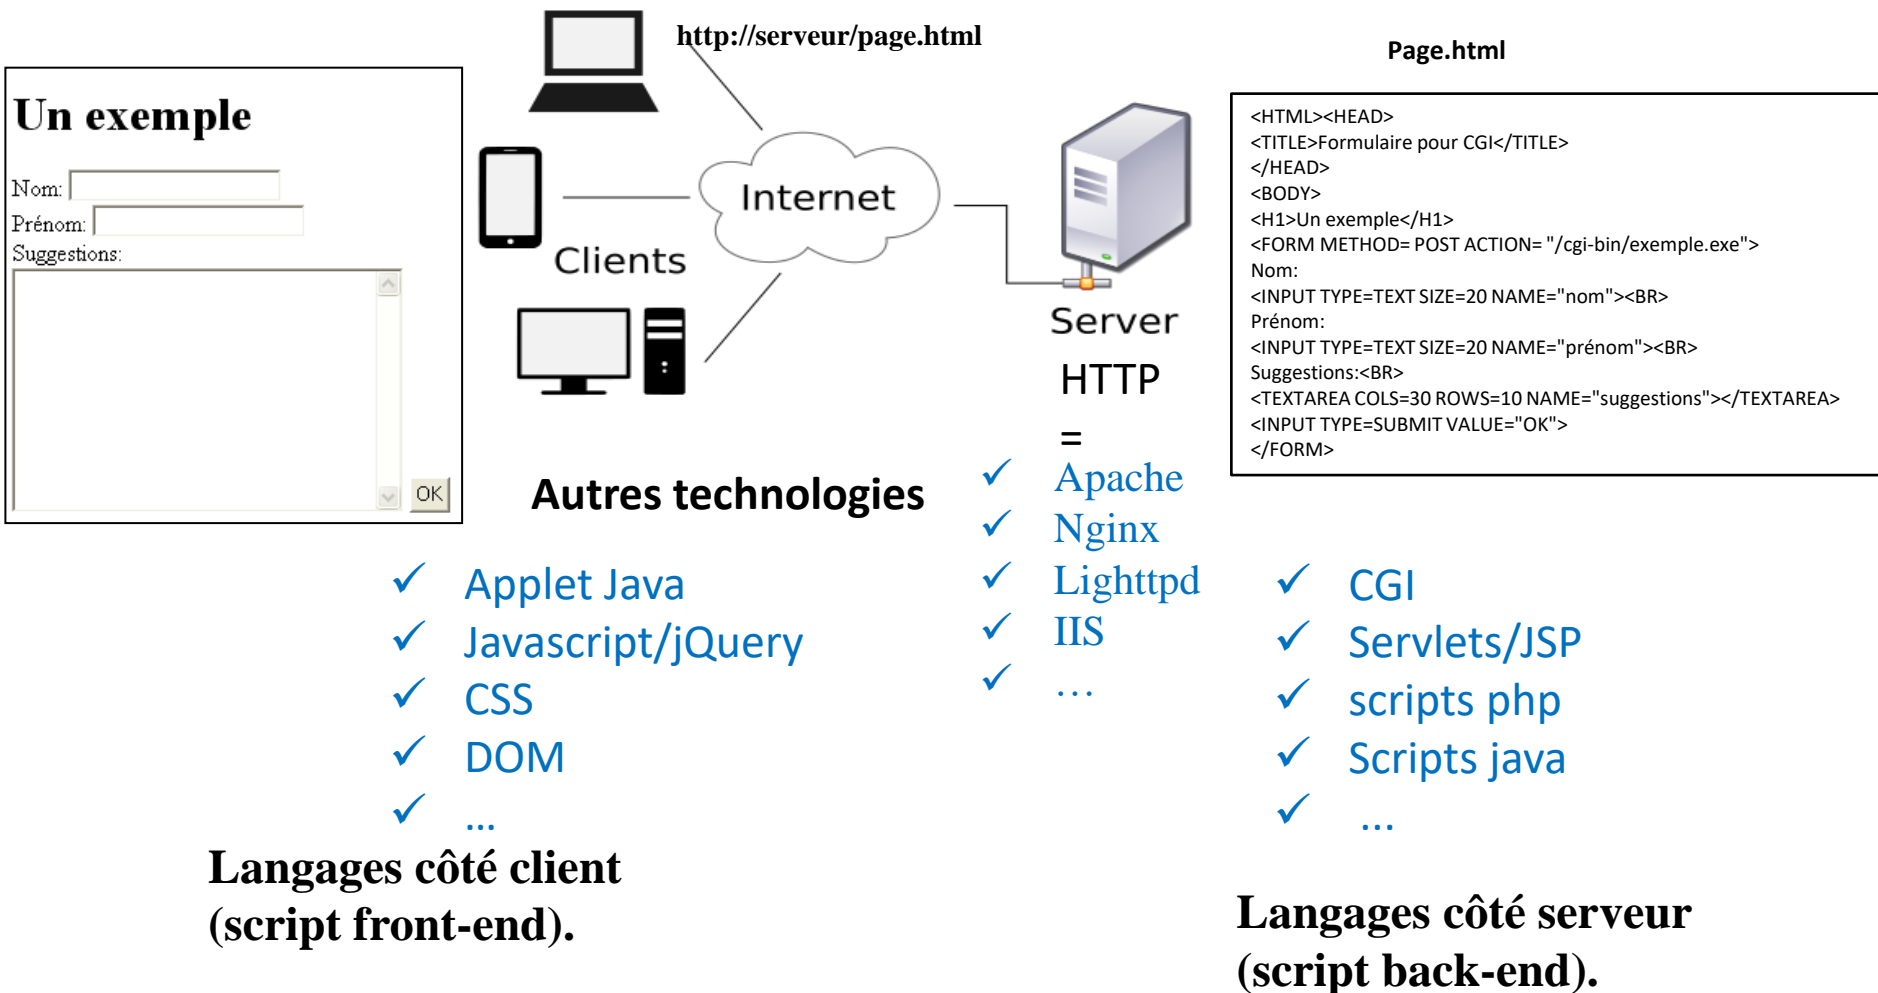 http://serveur/page.html
Page.html
Un exemple
Nom:
Prénom:
Suggestions:
OK
Clients
Internet
Server
HTTP
=
✓ Apache
✓ Nginx
✓ Lighttpd
✓ IIS
✓ …
<HTML><HEAD>
<TITLE>Formulaire pour CGI</TITLE>
</HEAD>
<BODY>
<H1>Un exemple</H1>
<FORM METHOD= POST ACTION= "/cgi-bin/exemple.exe">
Nom:
<INPUT TYPE=TEXT SIZE=20 NAME="nom"><BR>
Prénom:
<INPUT TYPE=TEXT SIZE=20 NAME="prénom"><BR>
Suggestions:<BR>
<TEXTAREA COLS=30 ROWS=10 NAME="suggestions"></TEXTAREA>
<INPUT TYPE=SUBMIT VALUE="OK">
</FORM>
Autres technologies
✓ Applet Java
✓ Javascript/jQuery
✓ CSS
✓ DOM
✓ ...
Langages côté client
(script front-end).
✓ CGI
✓ Servlets/JSP
✓ scripts php
✓ Scripts java
✓ ...
Langages côté serveur
(script back-end).